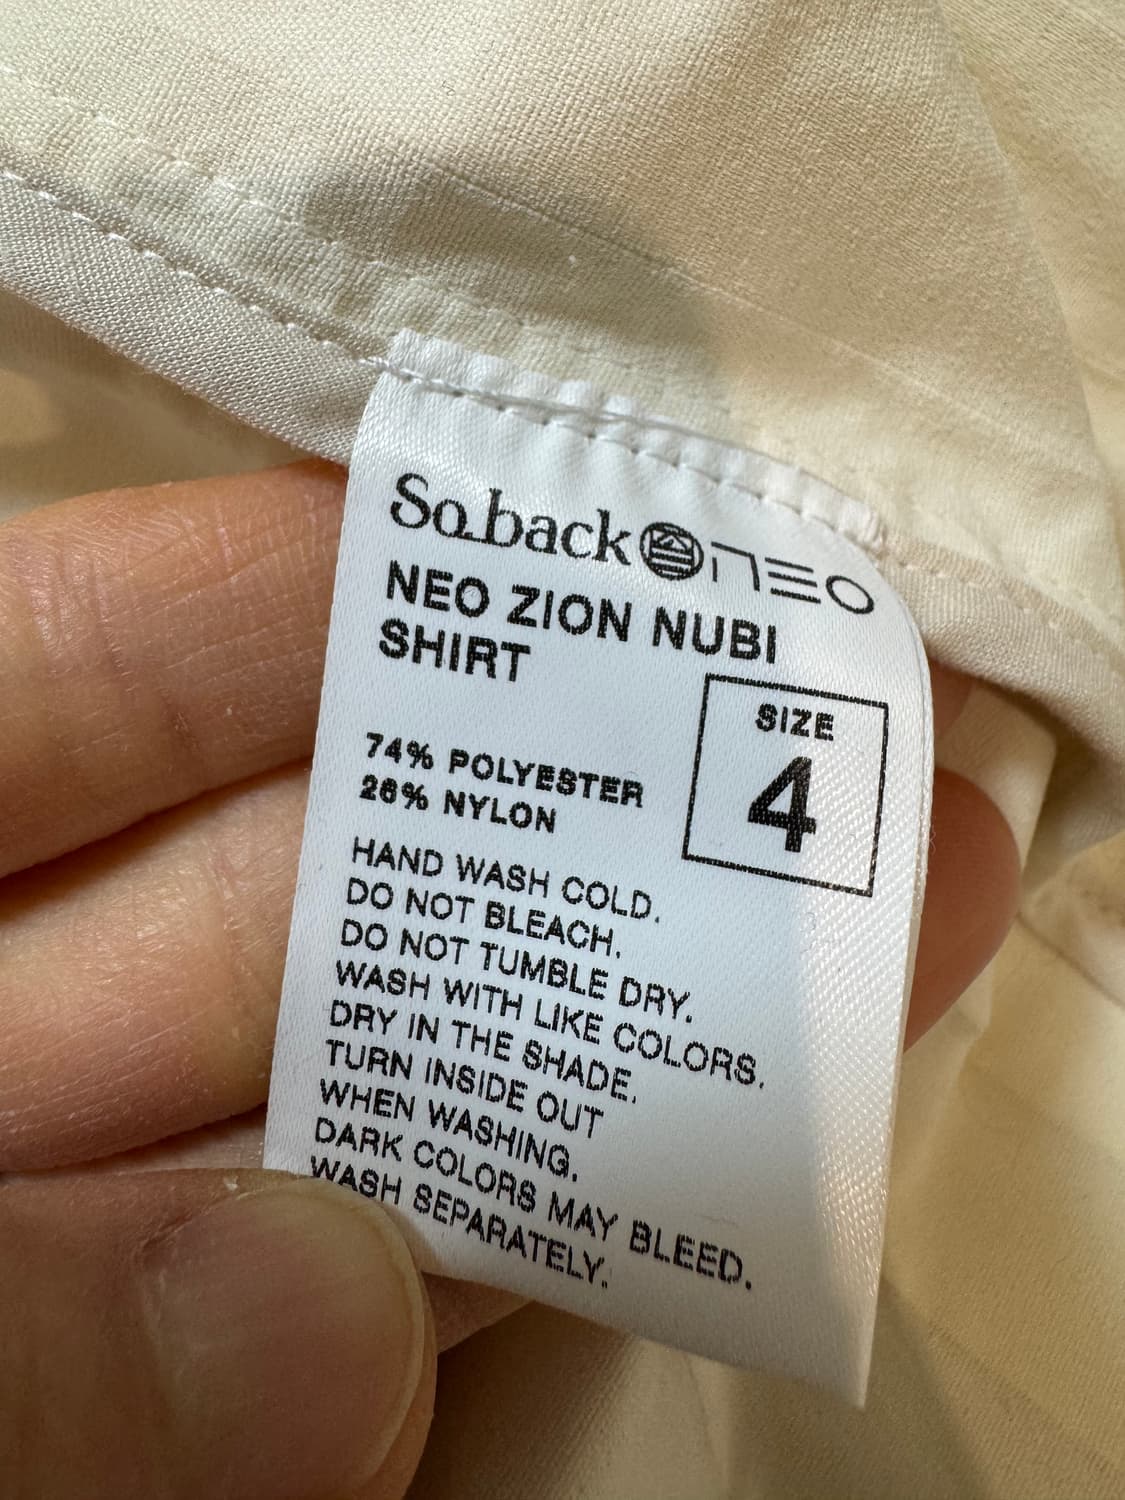 So.back 合 NEO
NEO ZION NUBI
SHIRT
SIZE
4
74% POLYESTER
26% NYLON
HAND WASH COLD.
DO NOT BLEACH.
DO NOT TUMBLE DRY.
WASH WITH LIKE COLORS.
DRY IN THE SHADE.
TURN INSIDE OUT
WHEN WASHING.
DARK COLORS MAY BLEED.
WASH SEPARATELY.